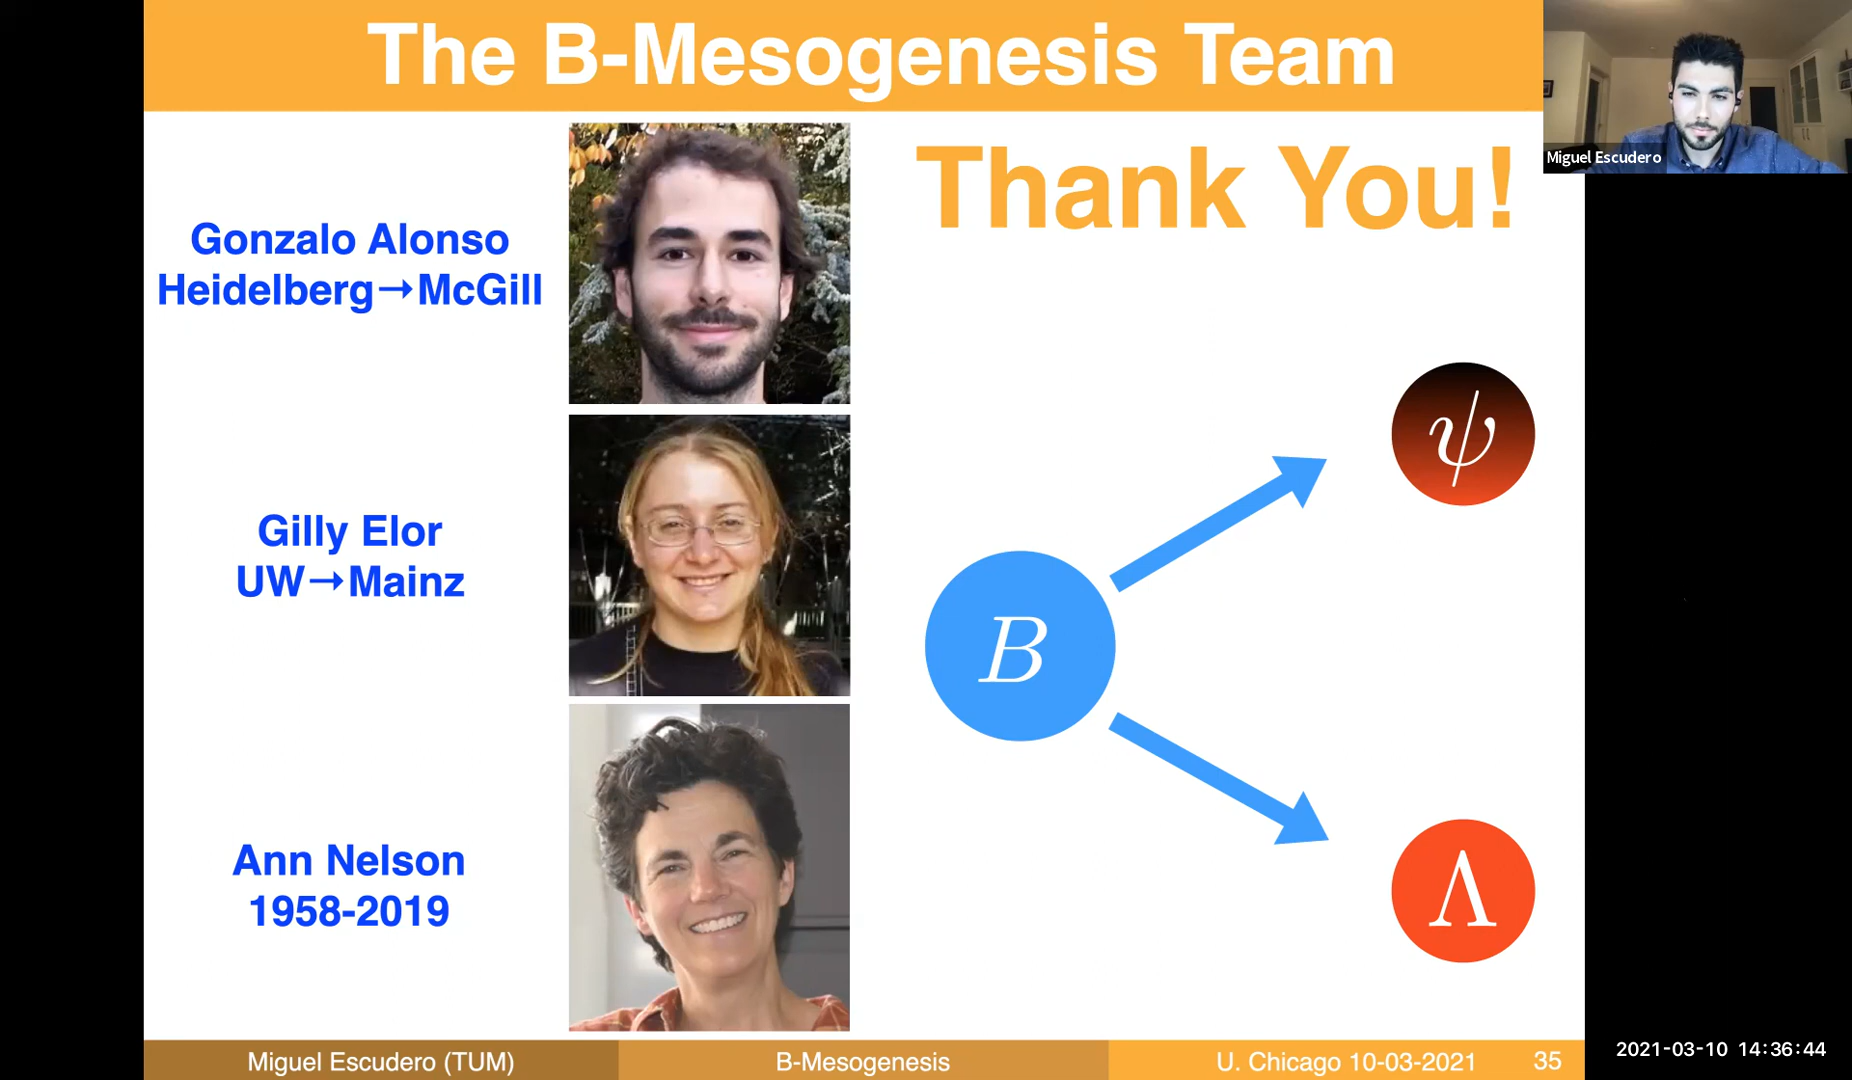 The B-Mesogenesis Team
Miguel Escudero
Thank You!
Gonzalo Alonso
Heidelberg→McGill
Gilly Elor
UW→Mainz
Ann Nelson
1958-2019
ψ
B
Λ
Miguel Escudero (TUM)
B-Mesogenesis
U. Chicago 10-03-2021
35
2021-03-10 14:36:44